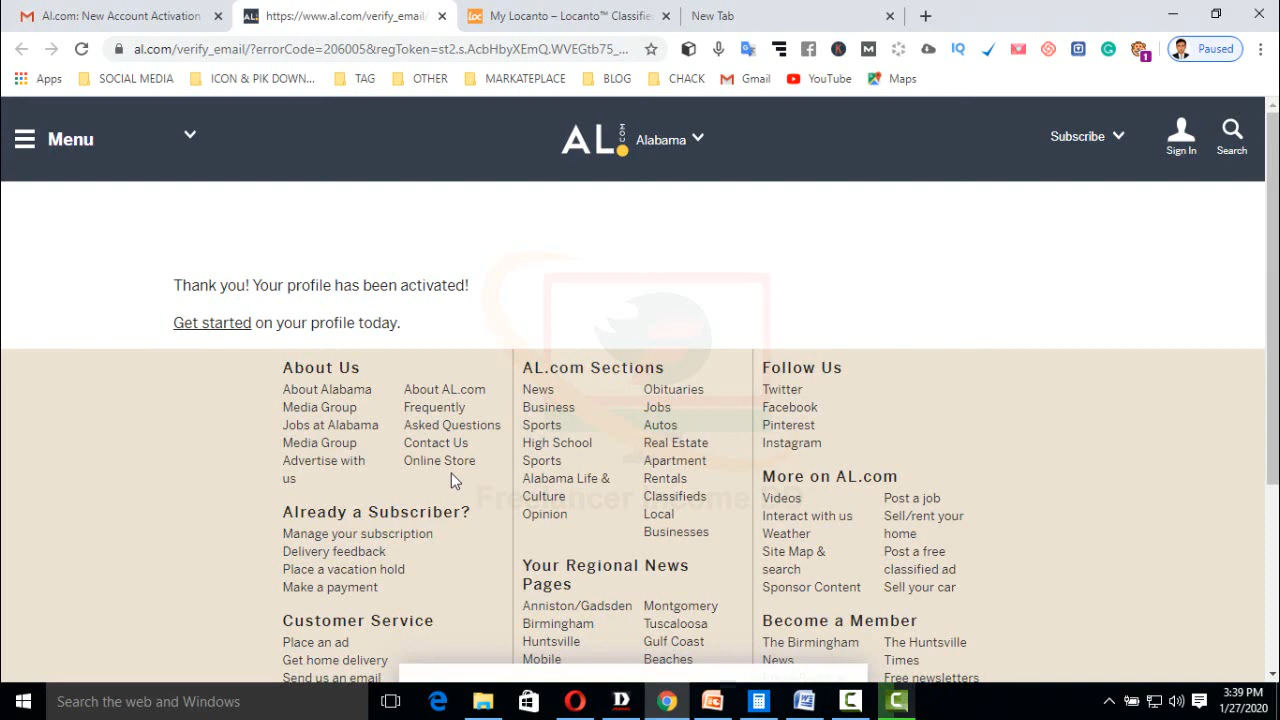 Al.com: New Account Activation
https://www.al.com/verify_email/
My Locanto – Locanto™ Classifie
New Tab
al.com/verify_email/?errorCode=206005&regToken=st2.s.AcbHbyXEmQ.WVEGtb75_...
Paused
Apps
SOCIAL MEDIA
ICON & PIK DOWN...
TAG
OTHER
MARKATEPLACE
BLOG
CHACK
Gmail
YouTube
Maps
Menu
AL.COM
Alabama
Subscribe
Sign In
Search
Thank you! Your profile has been activated!
Get started on your profile today.
About Us
About Alabama
Media Group
Jobs at Alabama
Media Group
Advertise with
us
About AL.com
Frequently
Asked Questions
Contact Us
Online Store
Already a Subscriber?
Manage your subscription
Delivery feedback
Place a vacation hold
Make a payment
Customer Service
Place an ad
Get home delivery
Send us an email
AL.com Sections
News
Business
Sports
High School
Sports
Alabama Life &
Culture
Opinion
Obituaries
Jobs
Autos
Real Estate
Apartment
Rentals
Classifieds
Local
Businesses
Your Regional News
Pages
Anniston/Gadsden
Birmingham
Huntsville
Mobile
Montgomery
Tuscaloosa
Gulf Coast
Beaches
Follow Us
Twitter
Facebook
Pinterest
Instagram
More on AL.com
Videos
Interact with us
Weather
Site Map &
search
Sponsor Content
Post a job
Sell/rent your
home
Post a free
classified ad
Sell your car
Become a Member
The Birmingham
News
The Huntsville
Times
Free newsletters
Freelancer Income BD
Search the web and Windows
3:39 PM
1/27/2020